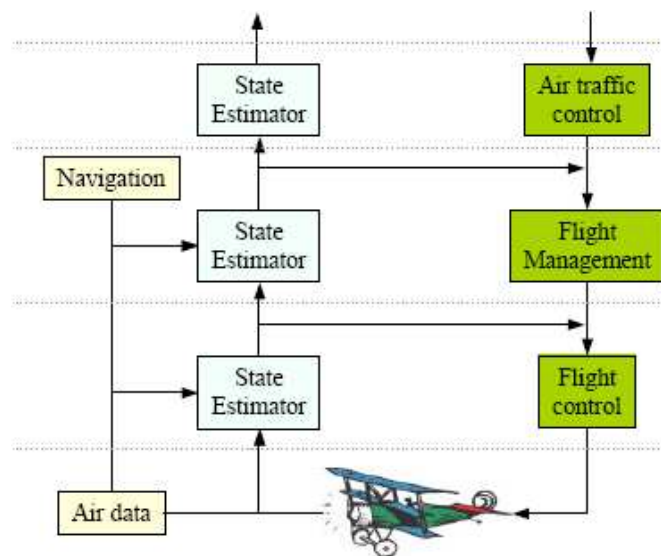 State
Estimator
Air traffic
control
Navigation
State
Estimator
Flight
Management
State
Estimator
Flight
control
Air data